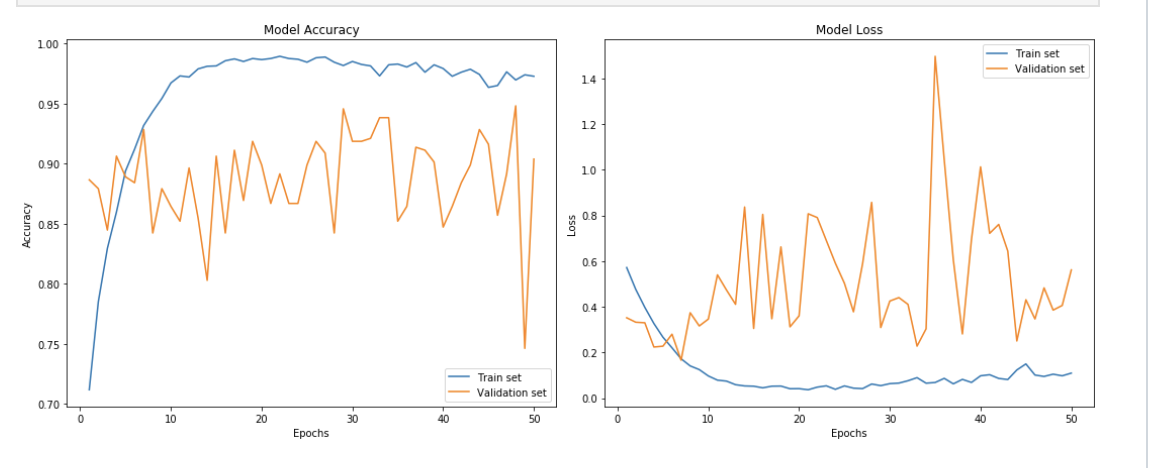 Model Accuracy
1.00
0.95
0.90
0.85
0.80
0.75
0.70
Accuracy
0
10
20
30
40
50
Epochs
Train set
Validation set
Model Loss
1.4
1.2
1.0
0.8
0.6
0.4
0.2
0.0
Loss
0
10
20
30
40
50
Epochs
Train set
Validation set